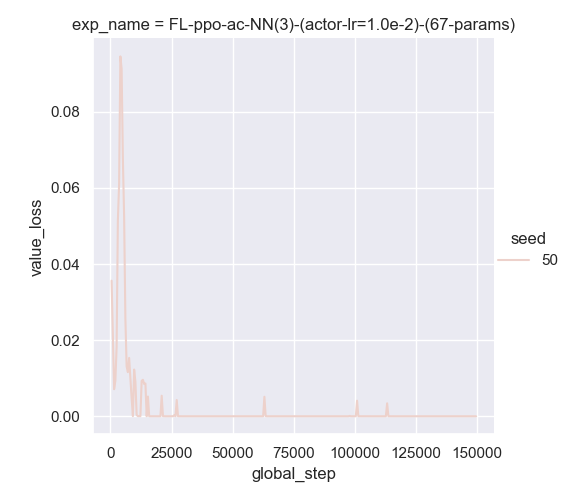 exp_name = FL-ppo-ac-NN(3)-(actor-lr=1.0e-2)-(67-params)
0.08
0.06
0.04
0.02
0.00
value_loss
0 25000 50000 75000 100000 125000 150000
global_step
seed
50